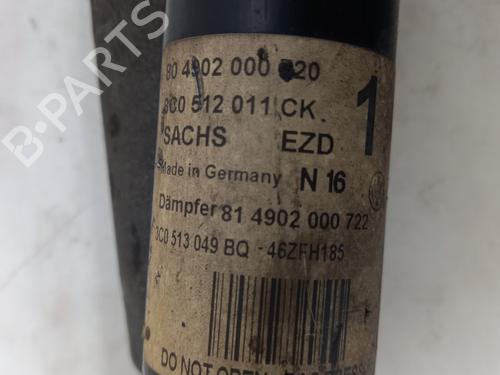 80 4902 000 720
3C0 512 011 CK.
SACHS EZD 1
Made in Germany N 16
Dämpfer 81 4902 000 722
3C0 513 049 BQ - 46ZFH185
DO NOT OPEN
B-PARTS